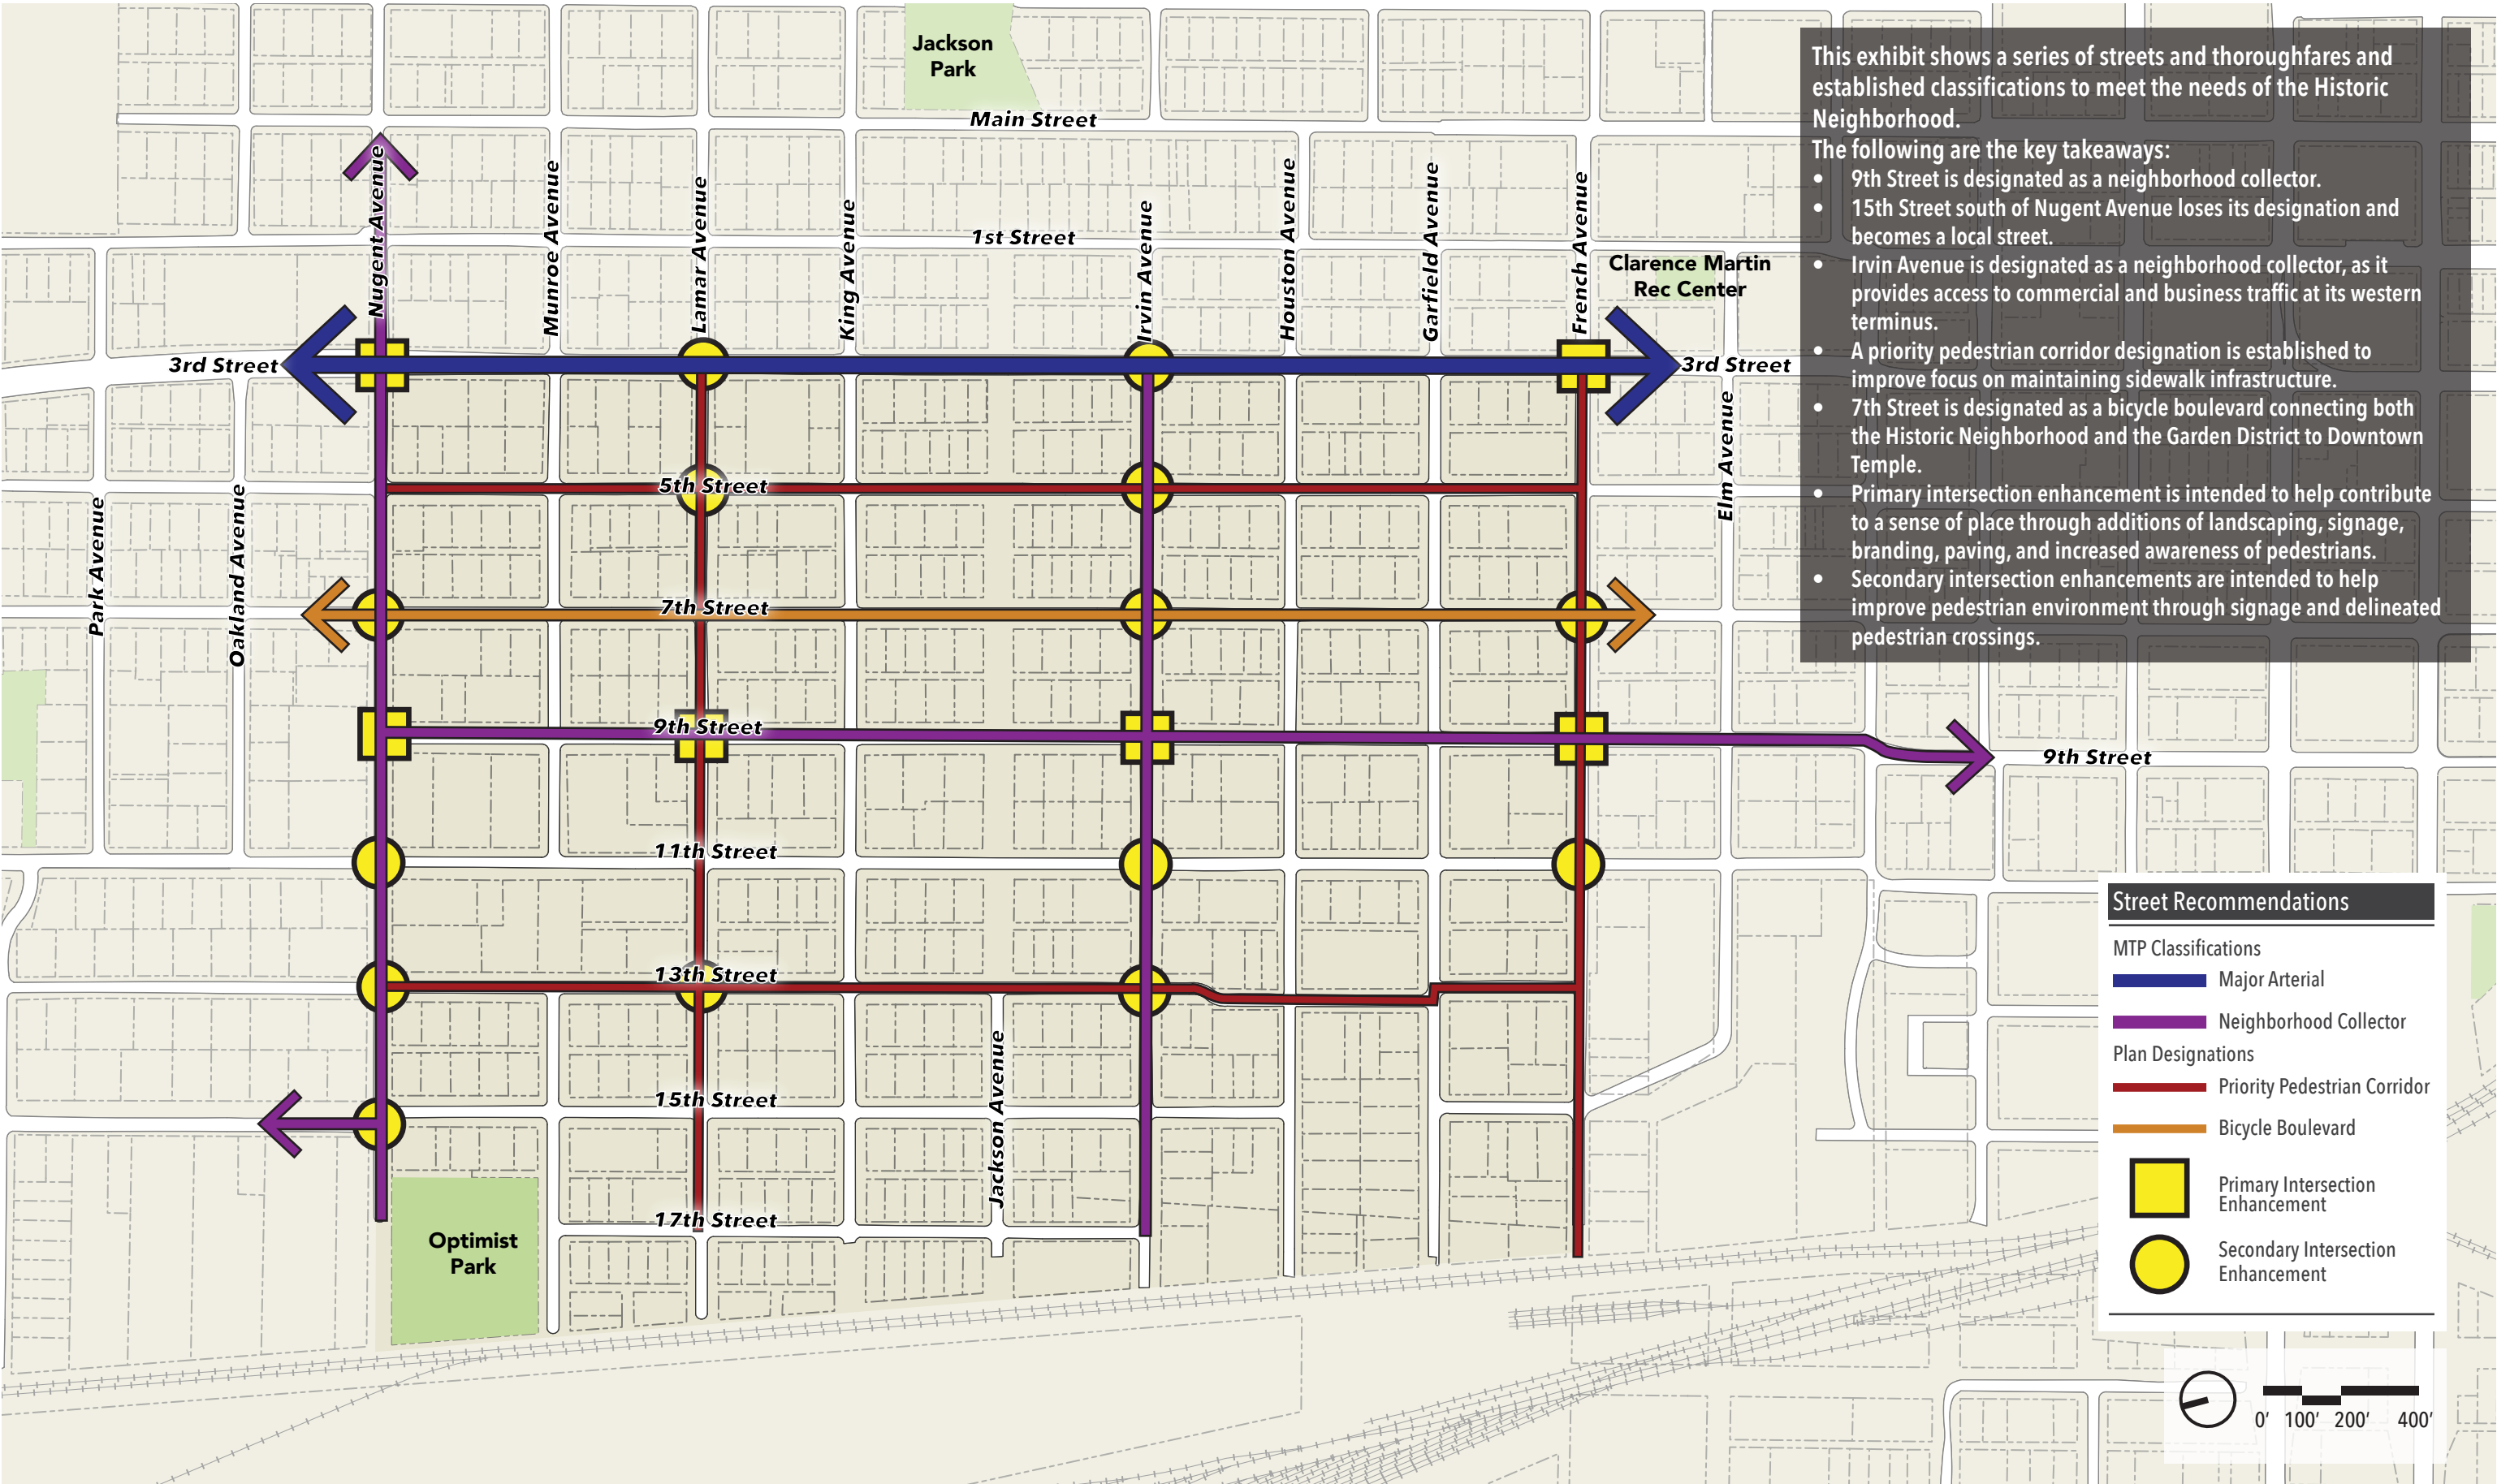 Jackson
Park
Main Street
1st Street
Nugent Avenue
Munroe Avenue
Lamar Avenue
King Avenue
Irvin Avenue
Houston Avenue
Garfield Avenue
French Avenue
Clarence Martin
Rec Center
3rd Street
3rd Street
Elm Avenue
5th Street
Park Avenue
Oakland Avenue
7th Street
9th Street
9th Street
11th Street
13th Street
Jackson Avenue
15th Street
17th Street
Optimist
Park
This exhibit shows a series of streets and thoroughfares and
established classifications to meet the needs of the Historic
Neighborhood.
The following are the key takeaways:
• 9th Street is designated as a neighborhood collector.
• 15th Street south of Nugent Avenue loses its designation and
becomes a local street.
• Irvin Avenue is designated as a neighborhood collector, as it
provides access to commercial and business traffic at its western
terminus.
• A priority pedestrian corridor designation is established to
improve focus on maintaining sidewalk infrastructure.
• 7th Street is designated as a bicycle boulevard connecting both
the Historic Neighborhood and the Garden District to Downtown
Temple.
• Primary intersection enhancement is intended to help contribute
to a sense of place through additions of landscaping, signage,
branding, paving, and increased awareness of pedestrians.
• Secondary intersection enhancements are intended to help
improve pedestrian environment through signage and delineated
pedestrian crossings.
Street Recommendations
MTP Classifications
Major Arterial
Neighborhood Collector
Plan Designations
Priority Pedestrian Corridor
Bicycle Boulevard
Primary Intersection
Enhancement
Secondary Intersection
Enhancement
0' 100' 200' 400'